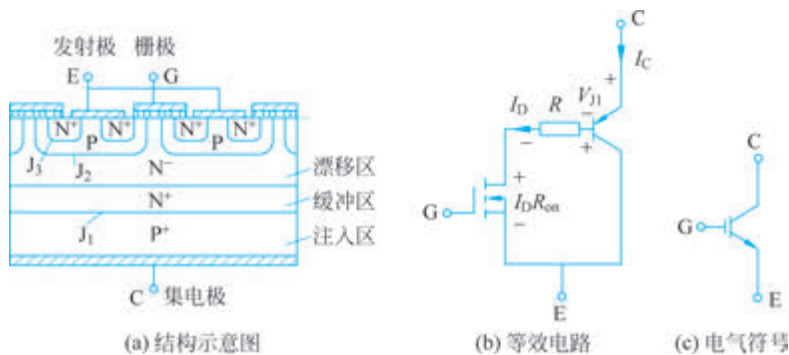 发射极 栅极
E G
N⁺ N⁺ N⁺ N⁺
P P
J₃ J₂ N⁻ 漂移区
N⁺ 缓冲区
J₁ P⁺ 注入区
C 集电极
(a) 结构示意图
C
I_C
+
I_D R V_J1
−
− +
+
G I_D R_on
−
E
(b) 等效电路
C
G
E
(c) 电气符号